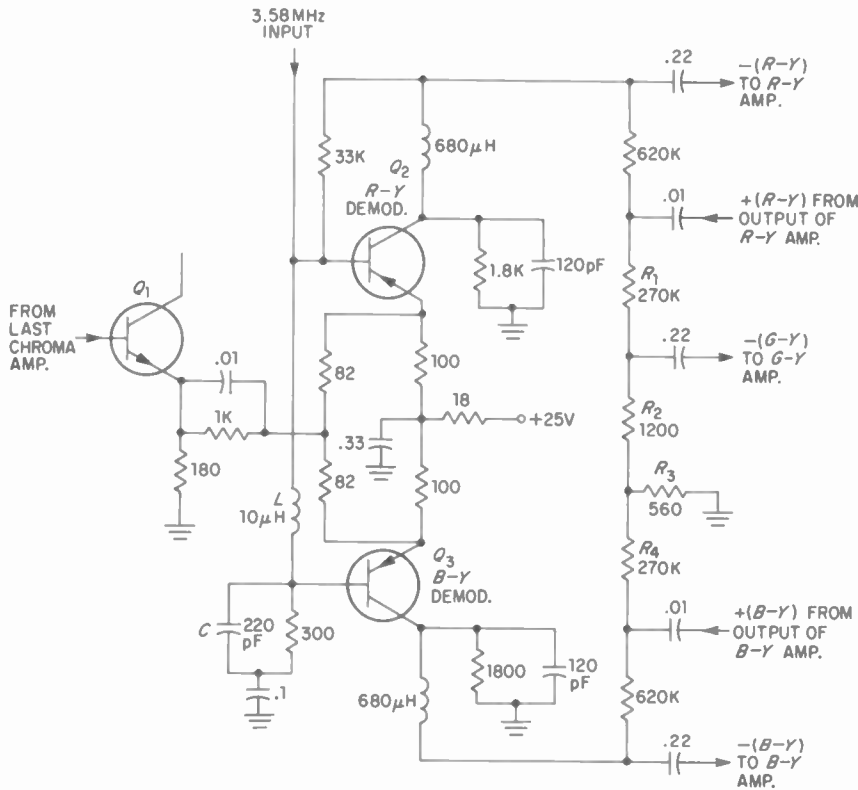 3.58MHz
INPUT
.22
−(R−Y)
TO R−Y
AMP.
33K
680μH
620K
Q2
R−Y
DEMOD.
.01
+(R−Y) FROM
OUTPUT OF
R−Y AMP.
1.8K
120pF
R1
270K
Q1
FROM
LAST
CHROMA
AMP.
.22
−(G−Y)
TO G−Y
AMP.
.01
82
100
18
+25V
R2
1200
1K
.33
180
82
100
R3
560
L
10μH
R4
270K
Q3
B−Y
DEMOD.
C
220
pF
300
.01
+(B−Y) FROM
OUTPUT OF
B−Y AMP.
.1
680μH
1800
120
pF
620K
.22
−(B−Y)
TO B−Y
AMP.